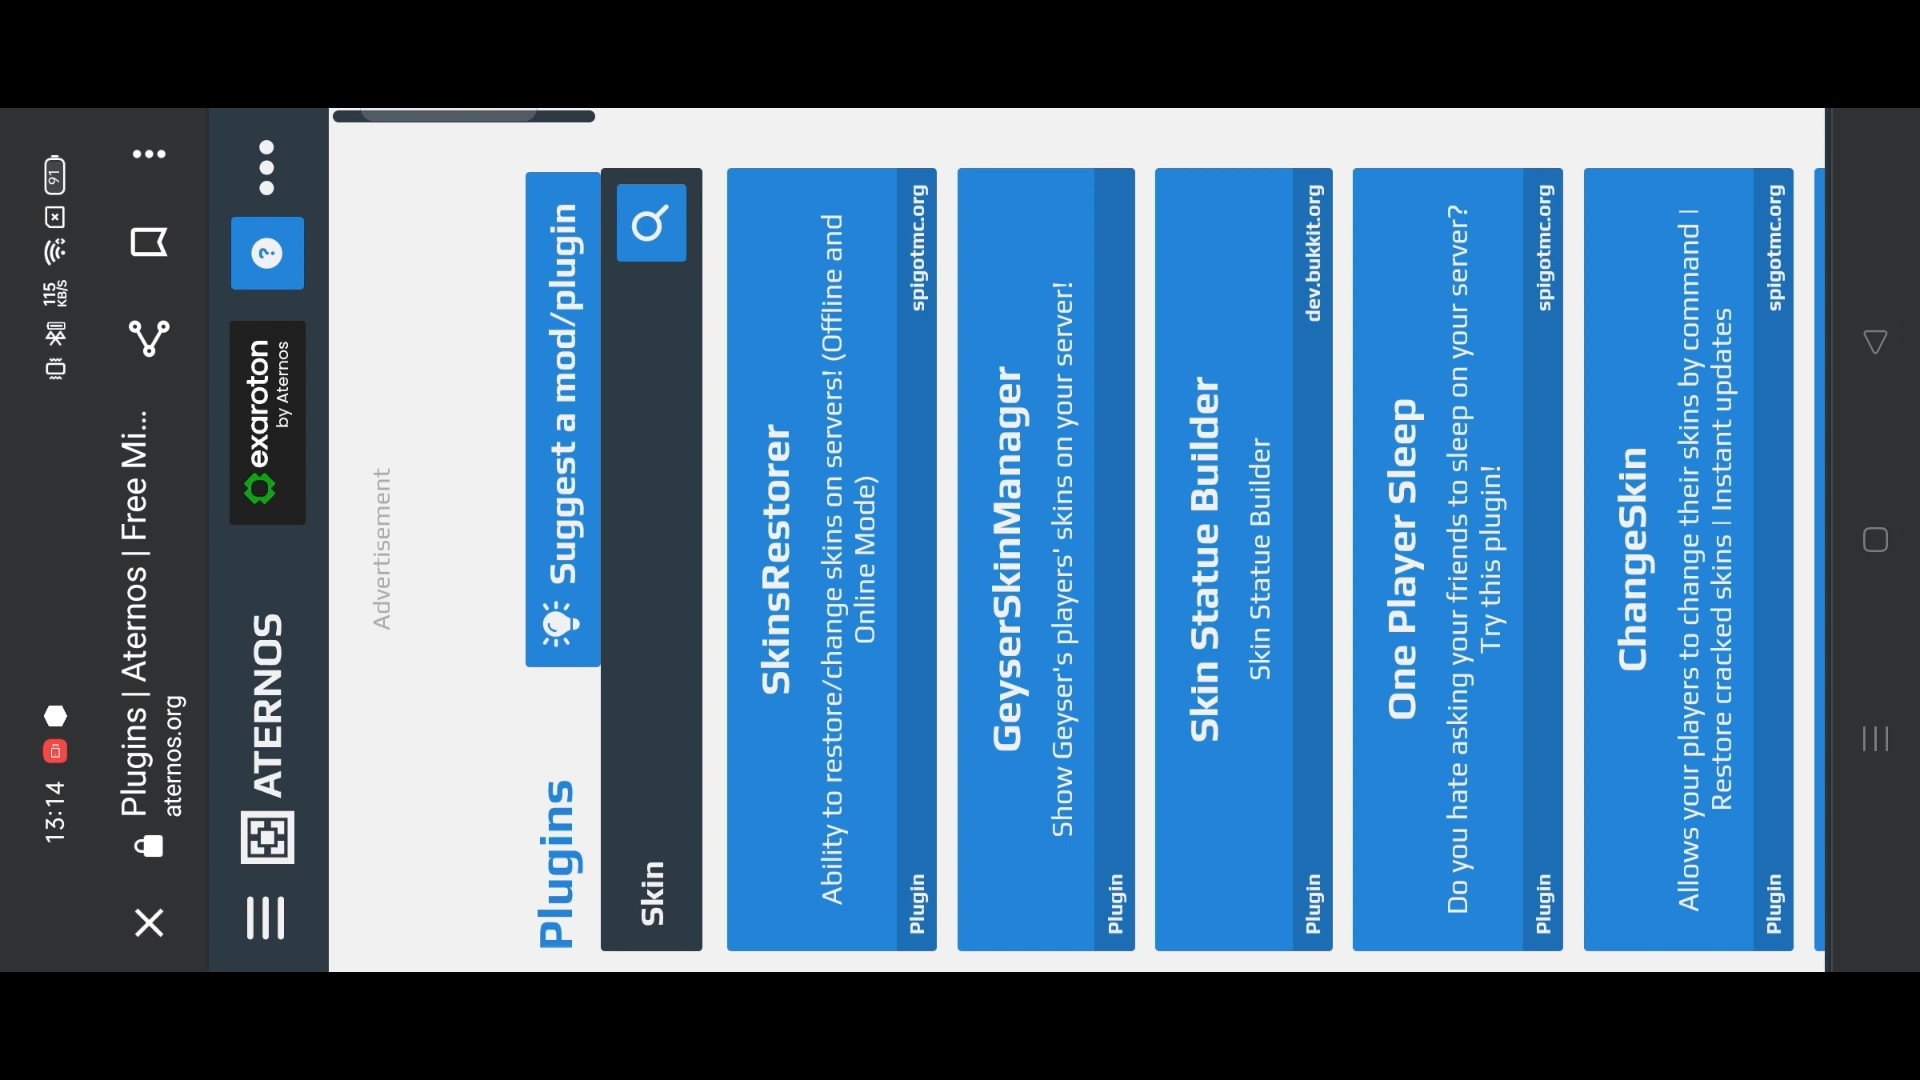 13:14
115
KB/S
91
Plugins | Aternos | Free Mi...
aternos.org
ATERNOS
exaroton
by Aternos
?
Advertisement
Plugins
Suggest a mod/plugin
Skin
SkinsRestorer
Ability to restore/change skins on servers! (Offline and
Online Mode)
Plugin
spigotmc.org
GeyserSkinManager
Show Geyser's players' skins on your server!
Plugin
Skin Statue Builder
Skin Statue Builder
Plugin
dev.bukkit.org
One Player Sleep
Do you hate asking your friends to sleep on your server?
Try this plugin!
Plugin
spigotmc.org
ChangeSkin
Allows your players to change their skins by command |
Restore cracked skins | Instant updates
Plugin
spigotmc.org